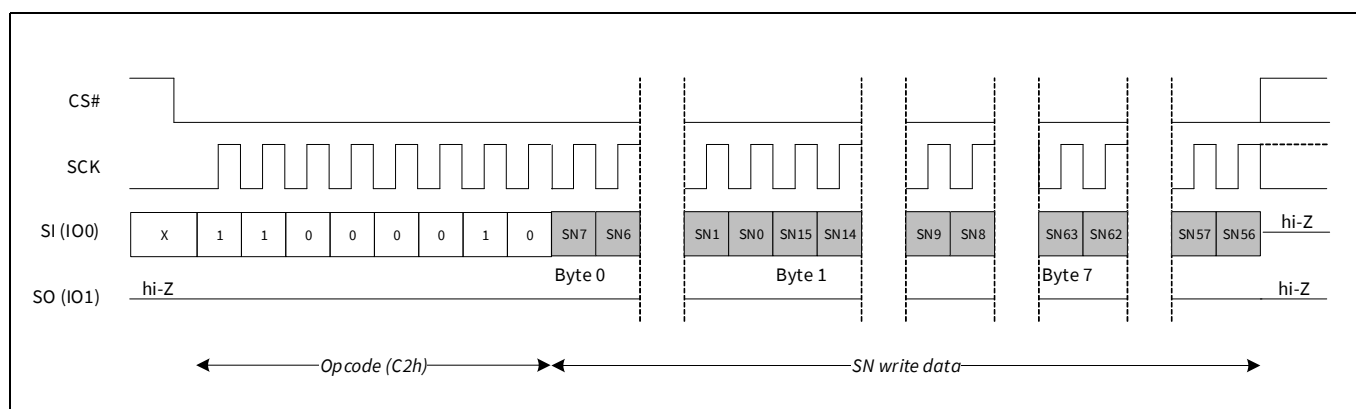 CS#
SCK
SI (IO0) X 1 1 0 0 0 0 1 0 SN7 SN6 SN1 SN0 SN15 SN14 SN9 SN8 SN63 SN62 SN57 SN56 hi-Z
Byte 0 Byte 1 Byte 7
SO (IO1) hi-Z hi-Z
Opcode (C2h) SN write data